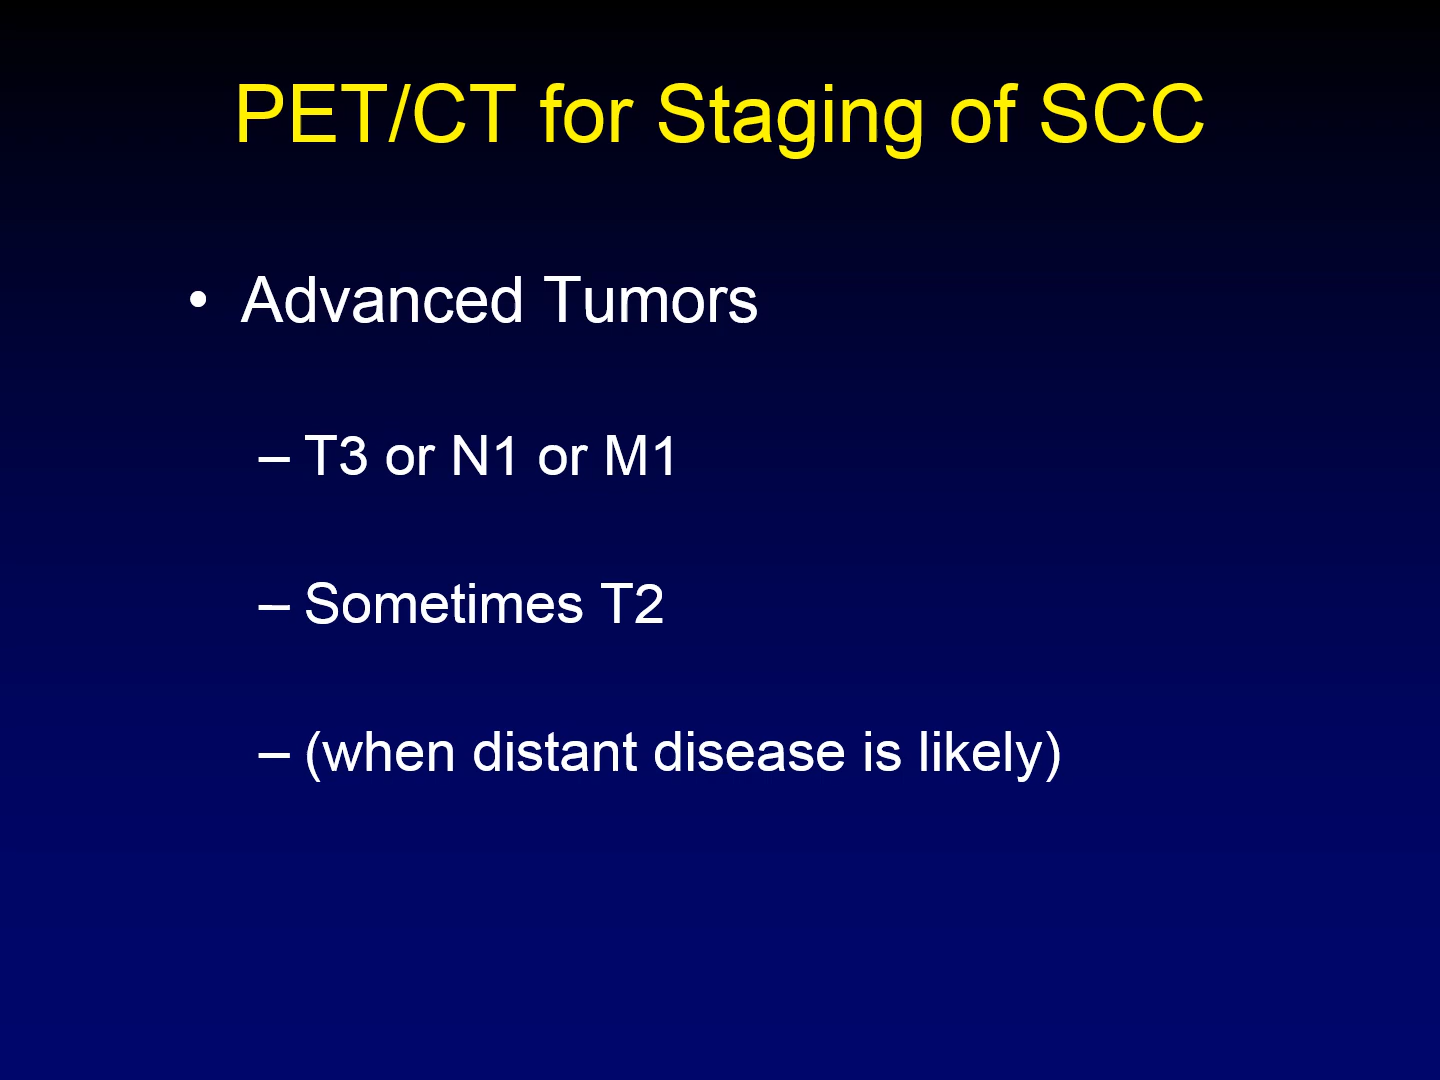 PET/CT for Staging of SCC
• Advanced Tumors
– T3 or N1 or M1
– Sometimes T2
– (when distant disease is likely)